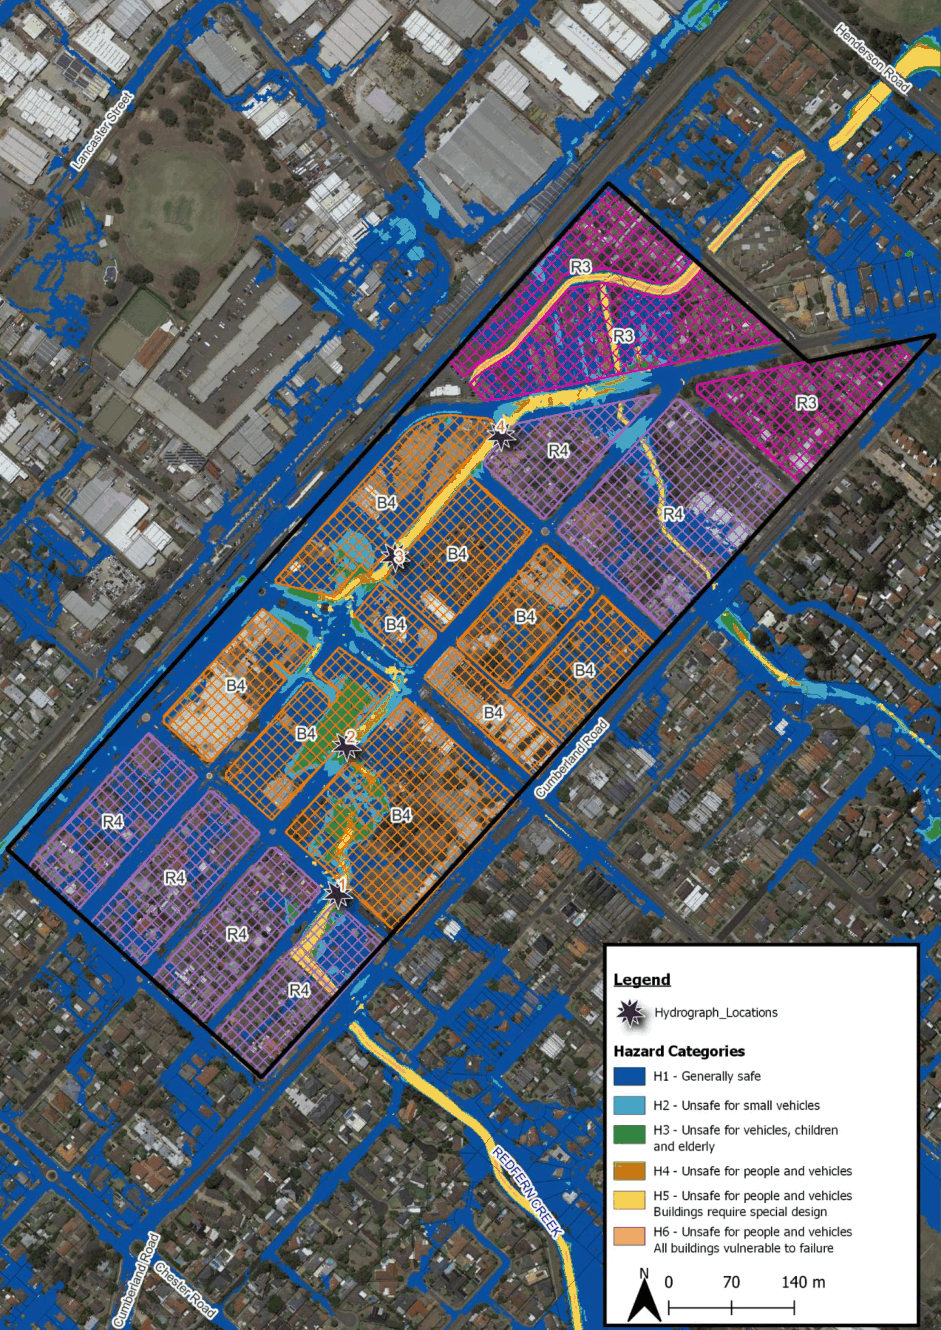 Henderson Road
Lancaster Street
R3
R3
R3
4
R4
B4
R4
3
B4
B4
B4
B4
B4
B4
B4
2
Cumberland Road
B4
R4
R4
1
R4
R4
REDFERN CREEK
Cumberland Road
Chester Road
Legend
Hydrograph_Locations
Hazard Categories
H1 - Generally safe
H2 - Unsafe for small vehicles
H3 - Unsafe for vehicles, children
and elderly
H4 - Unsafe for people and vehicles
H5 - Unsafe for people and vehicles
Buildings require special design
H6 - Unsafe for people and vehicles
All buildings vulnerable to failure
N
0 70 140 m